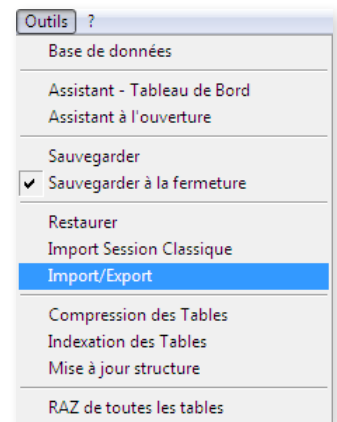 Outils ?
Base de données
Assistant - Tableau de Bord
Assistant à l'ouverture
Sauvegarder
Sauvegarder à la fermeture
Restaurer
Import Session Classique
Import/Export
Compression des Tables
Indexation des Tables
Mise à jour structure
RAZ de toutes les tables